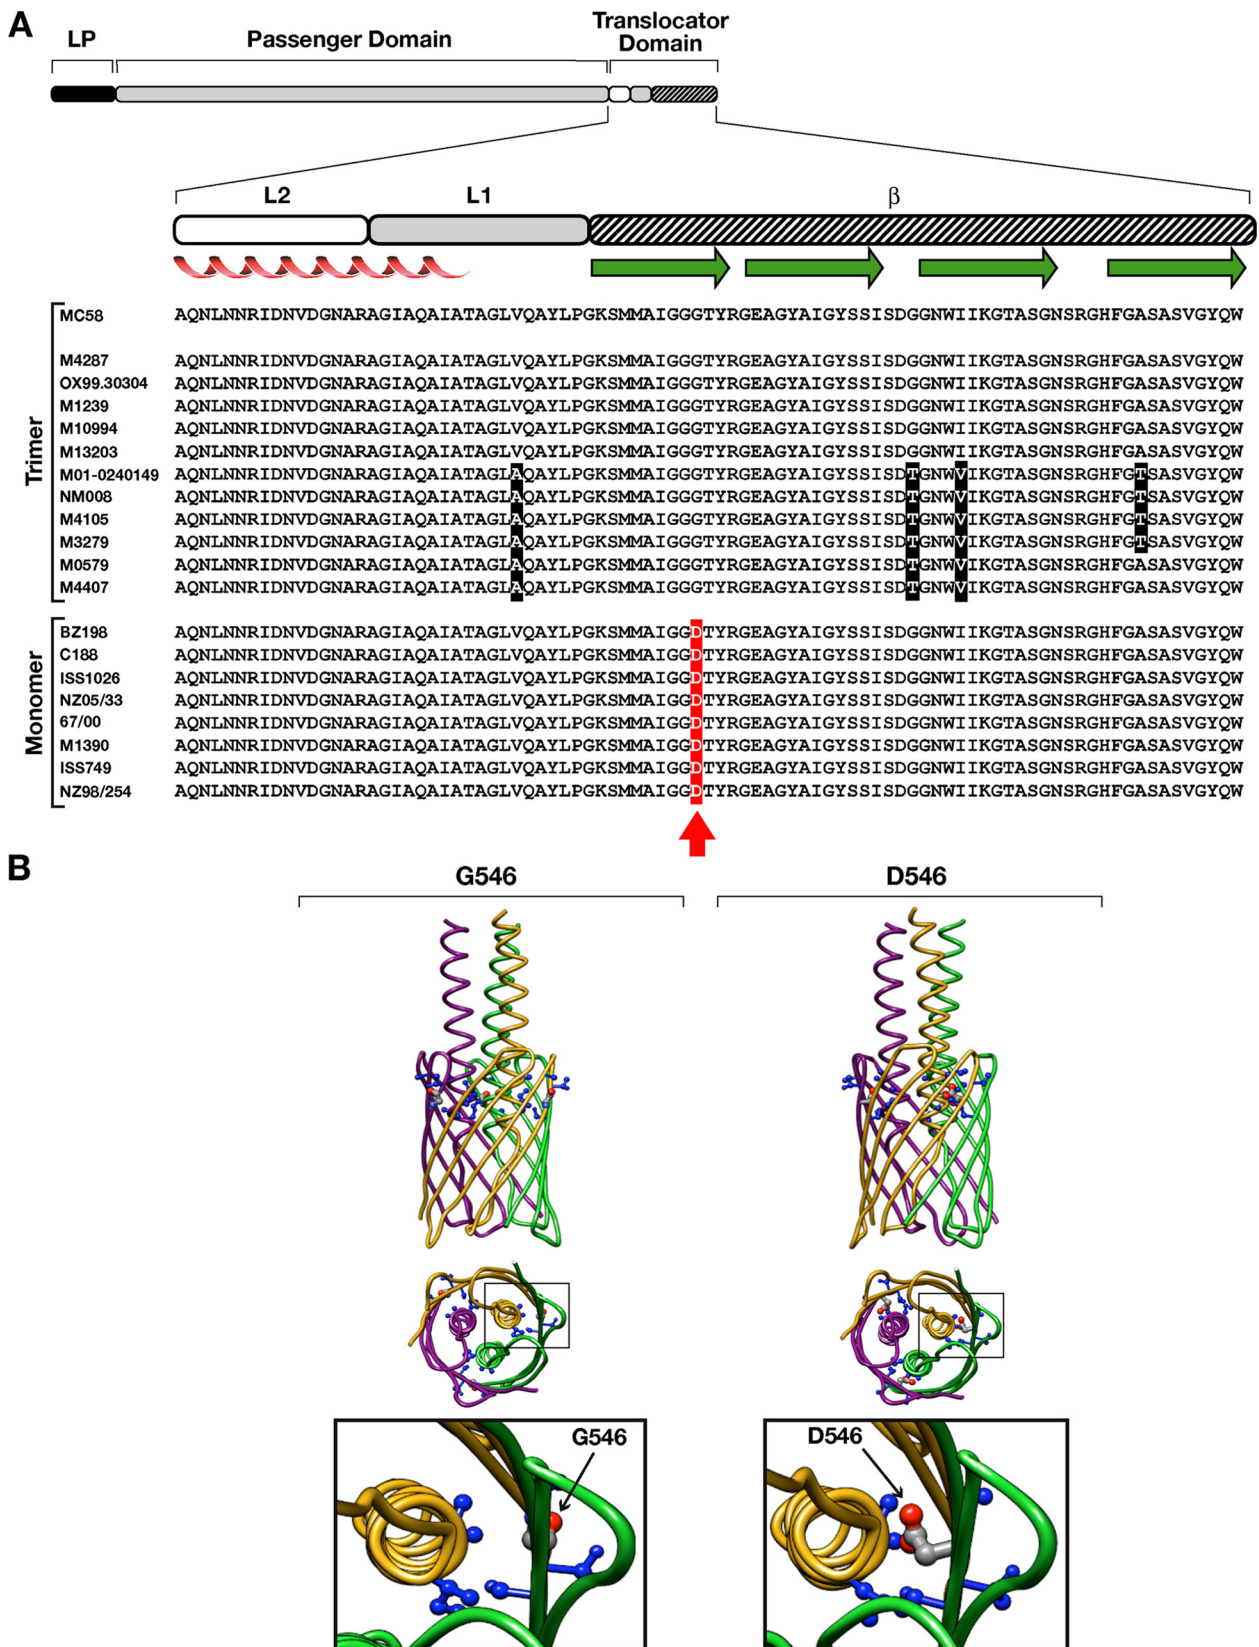 A
LP
Passenger Domain
Translocator
Domain
L2
L1
β
Trimer
MC58 AQNLNNRIDNVDGNARAGIAQAIATAGLVQAYLPGKSMMAIGGGTYRGEAGYAIGYSSISDGGNWIIKGTASGNSRGHFGASASVGYQW
M4287 AQNLNNRIDNVDGNARAGIAQAIATAGLVQAYLPGKSMMAIGGGTYRGEAGYAIGYSSISDGGNWIIKGTASGNSRGHFGASASVGYQW
OX99.30304 AQNLNNRIDNVDGNARAGIAQAIATAGLVQAYLPGKSMMAIGGGTYRGEAGYAIGYSSISDGGNWIIKGTASGNSRGHFGASASVGYQW
M1239 AQNLNNRIDNVDGNARAGIAQAIATAGLVQAYLPGKSMMAIGGGTYRGEAGYAIGYSSISDGGNWIIKGTASGNSRGHFGASASVGYQW
M10994 AQNLNNRIDNVDGNARAGIAQAIATAGLVQAYLPGKSMMAIGGGTYRGEAGYAIGYSSISDGGNWIIKGTASGNSRGHFGASASVGYQW
M13203 AQNLNNRIDNVDGNARAGIAQAIATAGLVQAYLPGKSMMAIGGGTYRGEAGYAIGYSSISDGGNWIIKGTASGNSRGHFGASASVGYQW
M01-0240149 AQNLNNRIDNVDGNARAGIAQAIATAGLAQAYLPGKSMMAIGGGTYRGEAGYAIGYSSISDTGNWVIKGTASGNSRGHFGTSASVGYQW
NM008 AQNLNNRIDNVDGNARAGIAQAIATAGLAQAYLPGKSMMAIGGGTYRGEAGYAIGYSSISDTGNWVIKGTASGNSRGHFGTSASVGYQW
M4105 AQNLNNRIDNVDGNARAGIAQAIATAGLAQAYLPGKSMMAIGGGTYRGEAGYAIGYSSISDTGNWVIKGTASGNSRGHFGTSASVGYQW
M3279 AQNLNNRIDNVDGNARAGIAQAIATAGLAQAYLPGKSMMAIGGGTYRGEAGYAIGYSSISDTGNWVIKGTASGNSRGHFGTSASVGYQW
M0579 AQNLNNRIDNVDGNARAGIAQAIATAGLAQAYLPGKSMMAIGGGTYRGEAGYAIGYSSISDTGNWVIKGTASGNSRGHFGASASVGYQW
M4407 AQNLNNRIDNVDGNARAGIAQAIATAGLAQAYLPGKSMMAIGGGTYRGEAGYAIGYSSISDTGNWVIKGTASGNSRGHFGASASVGYQW
Monomer
BZ198 AQNLNNRIDNVDGNARAGIAQAIATAGLVQAYLPGKSMMAIGGDTYRGEAGYAIGYSSISDGGNWIIKGTASGNSRGHFGASASVGYQW
C188 AQNLNNRIDNVDGNARAGIAQAIATAGLVQAYLPGKSMMAIGGDTYRGEAGYAIGYSSISDGGNWIIKGTASGNSRGHFGASASVGYQW
ISS1026 AQNLNNRIDNVDGNARAGIAQAIATAGLVQAYLPGKSMMAIGGDTYRGEAGYAIGYSSISDGGNWIIKGTASGNSRGHFGASASVGYQW
NZ05/33 AQNLNNRIDNVDGNARAGIAQAIATAGLVQAYLPGKSMMAIGGDTYRGEAGYAIGYSSISDGGNWIIKGTASGNSRGHFGASASVGYQW
67/00 AQNLNNRIDNVDGNARAGIAQAIATAGLVQAYLPGKSMMAIGGDTYRGEAGYAIGYSSISDGGNWIIKGTASGNSRGHFGASASVGYQW
M1390 AQNLNNRIDNVDGNARAGIAQAIATAGLVQAYLPGKSMMAIGGDTYRGEAGYAIGYSSISDGGNWIIKGTASGNSRGHFGASASVGYQW
ISS749 AQNLNNRIDNVDGNARAGIAQAIATAGLVQAYLPGKSMMAIGGDTYRGEAGYAIGYSSISDGGNWIIKGTASGNSRGHFGASASVGYQW
NZ98/254 AQNLNNRIDNVDGNARAGIAQAIATAGLVQAYLPGKSMMAIGGDTYRGEAGYAIGYSSISDGGNWIIKGTASGNSRGHFGASASVGYQW
B
G546
D546
G546
D546